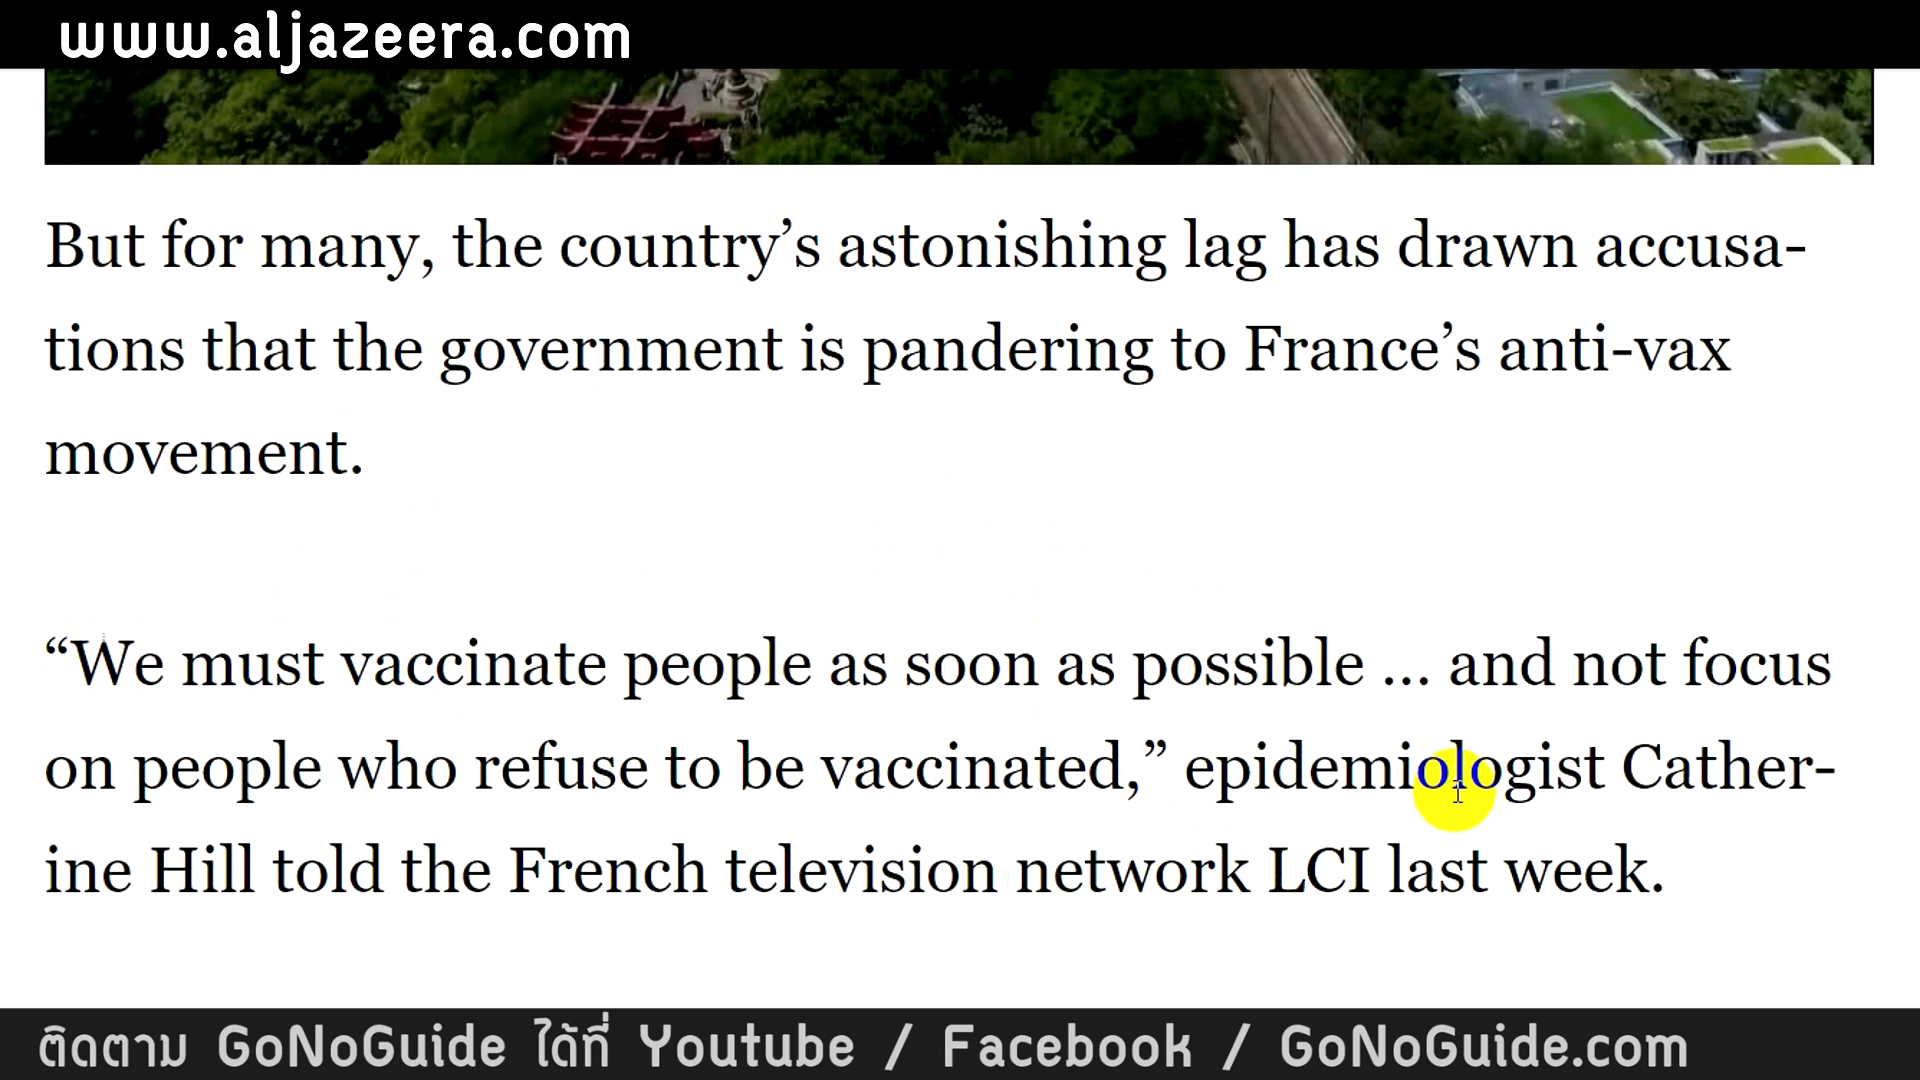 www.aljazeera.com
But for many, the country’s astonishing lag has drawn accusa-
tions that the government is pandering to France’s anti-vax
movement.
“We must vaccinate people as soon as possible … and not focus
on people who refuse to be vaccinated,” epidemiologist Cather-
ine Hill told the French television network LCI last week.
ติดตาม GoNoGuide ได้ที่ Youtube / Facebook / GoNoGuide.com